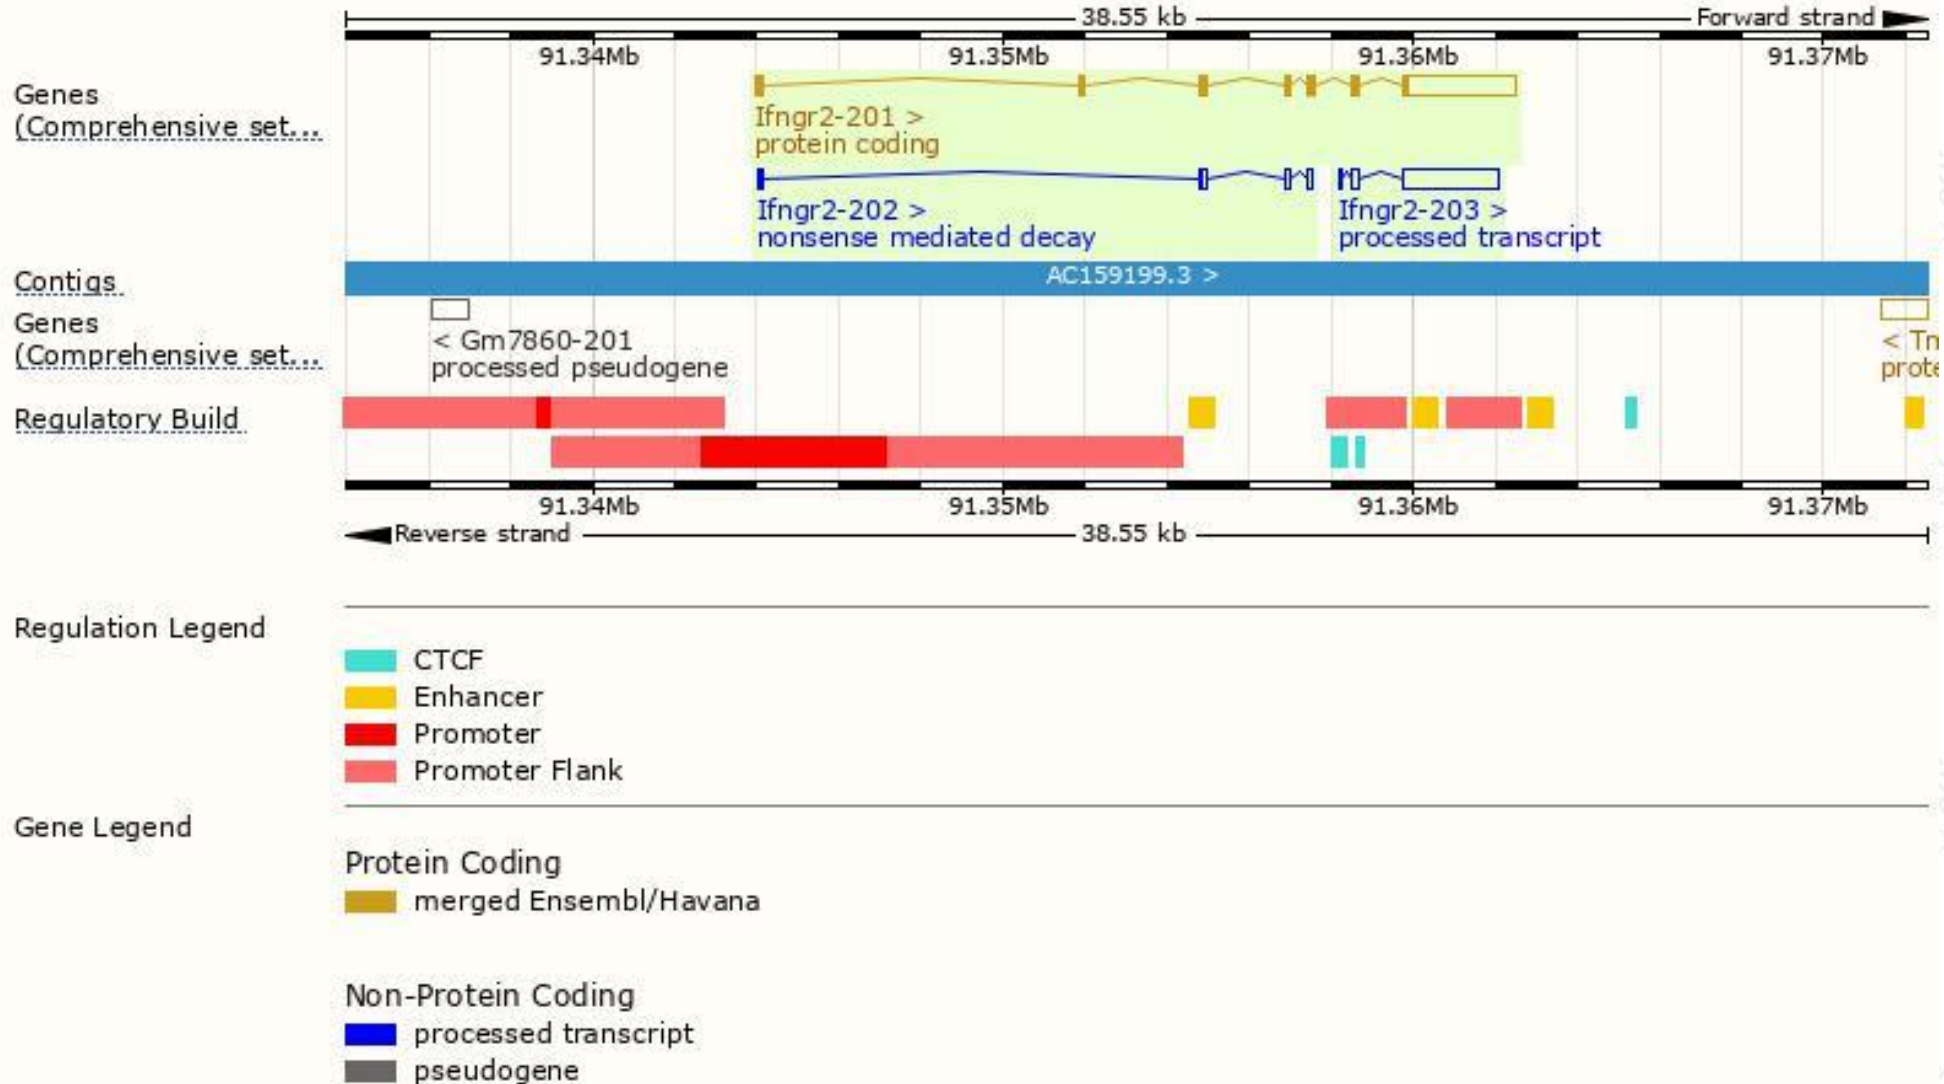 38.55 kb Forward strand
91.34Mb 91.35Mb 91.36Mb 91.37Mb
Genes
(Comprehensive set...
Ifngr2-201 >
protein coding
Ifngr2-202 > Ifngr2-203 >
nonsense mediated decay processed transcript
Contigs AC159199.3 >
Genes
(Comprehensive set...
< Gm7860-201 < Tn
processed pseudogene prote
Regulatory Build
91.34Mb 91.35Mb 91.36Mb 91.37Mb
Reverse strand 38.55 kb
Regulation Legend
CTCF
Enhancer
Promoter
Promoter Flank
Gene Legend
Protein Coding
merged Ensembl/Havana
Non-Protein Coding
processed transcript
pseudogene